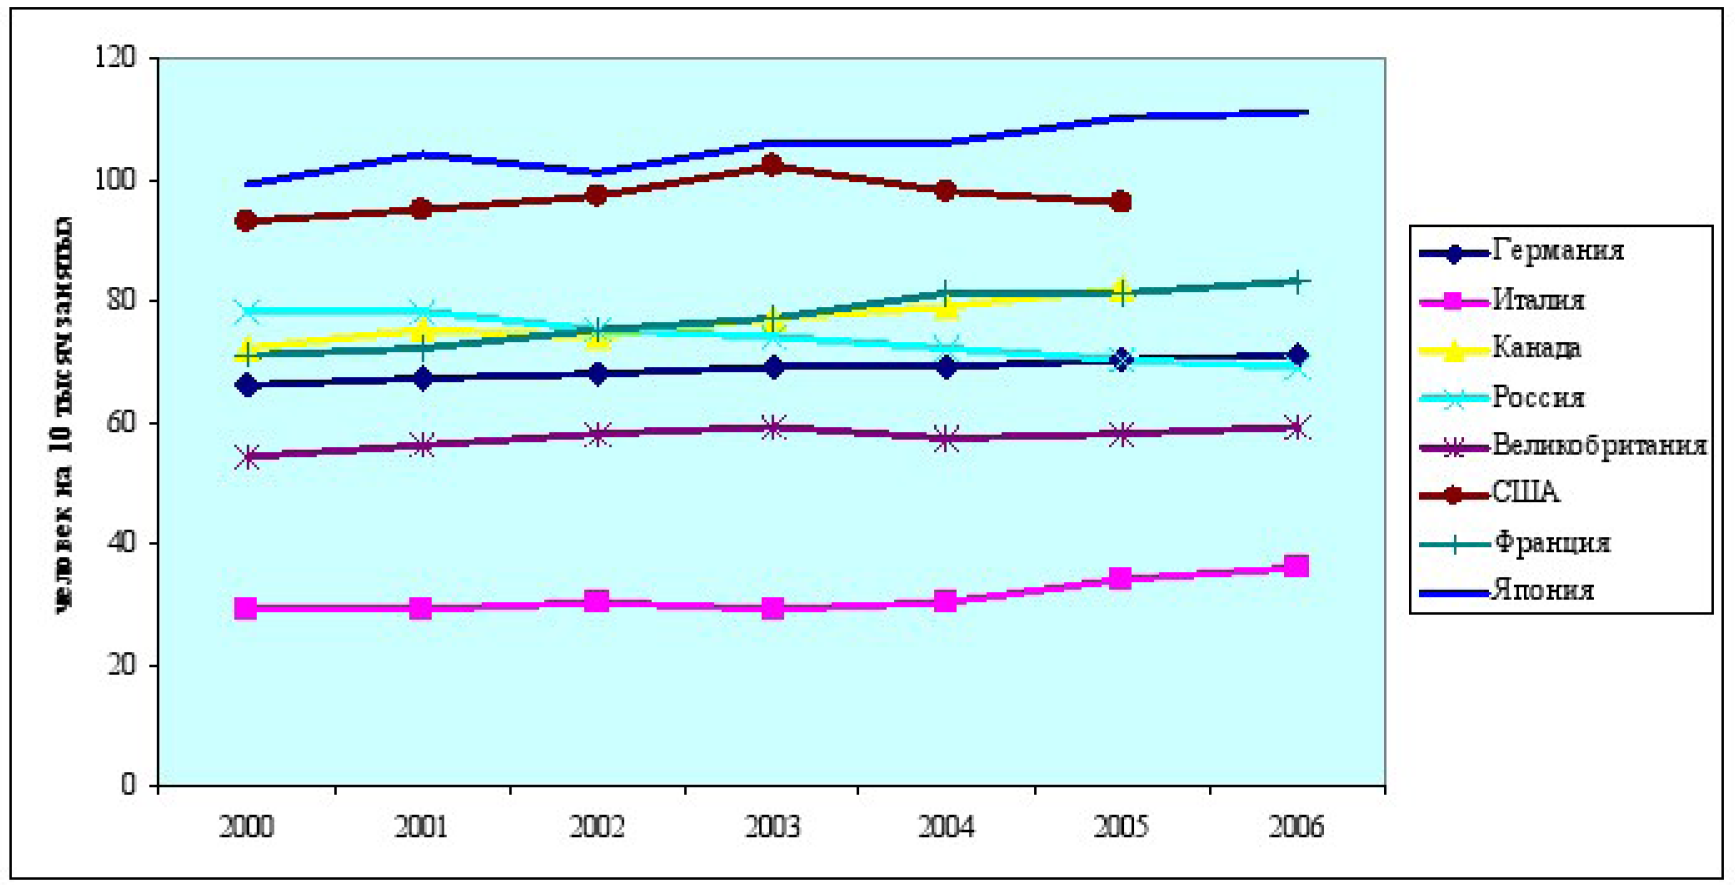 120
100
80
60
40
20
0
человек на 10 тысяч занятых
2000 2001 2002 2003 2004 2005 2006
Германия
Италия
Канада
Россия
Великобритания
США
Франция
Япония